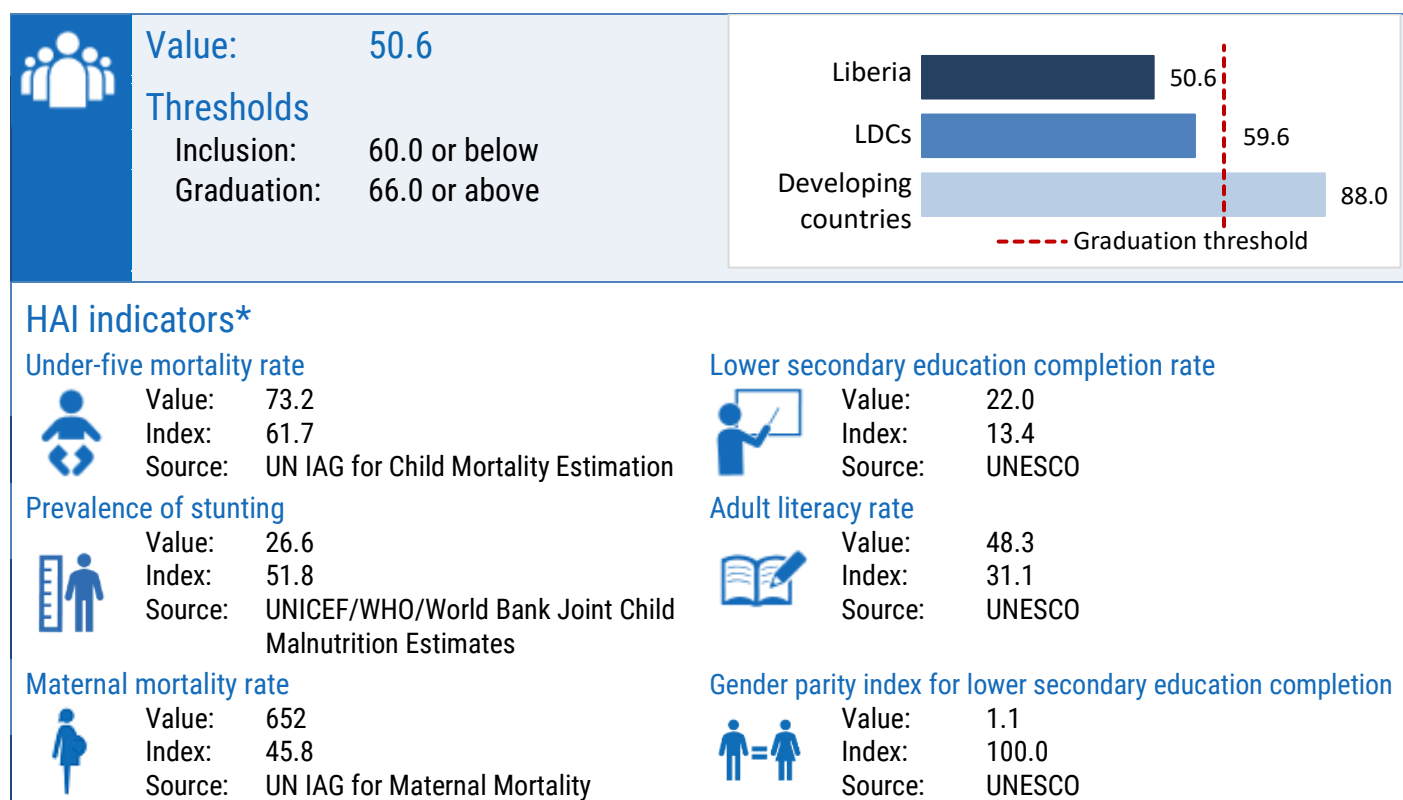 Value: 50.6
Thresholds
Inclusion: 60.0 or below
Graduation: 66.0 or above
Liberia 50.6
LDCs 59.6
Developing
countries
88.0
Graduation threshold
HAI indicators*
Under-five mortality rate
Value: 73.2
Index: 61.7
Source: UN IAG for Child Mortality Estimation
Prevalence of stunting
Value: 26.6
Index: 51.8
Source: UNICEF/WHO/World Bank Joint Child
Malnutrition Estimates
Maternal mortality rate
Value: 652
Index: 45.8
Source: UN IAG for Maternal Mortality
Lower secondary education completion rate
Value: 22.0
Index: 13.4
Source: UNESCO
Adult literacy rate
Value: 48.3
Index: 31.1
Source: UNESCO
Gender parity index for lower secondary education completion
Value: 1.1
Index: 100.0
Source: UNESCO